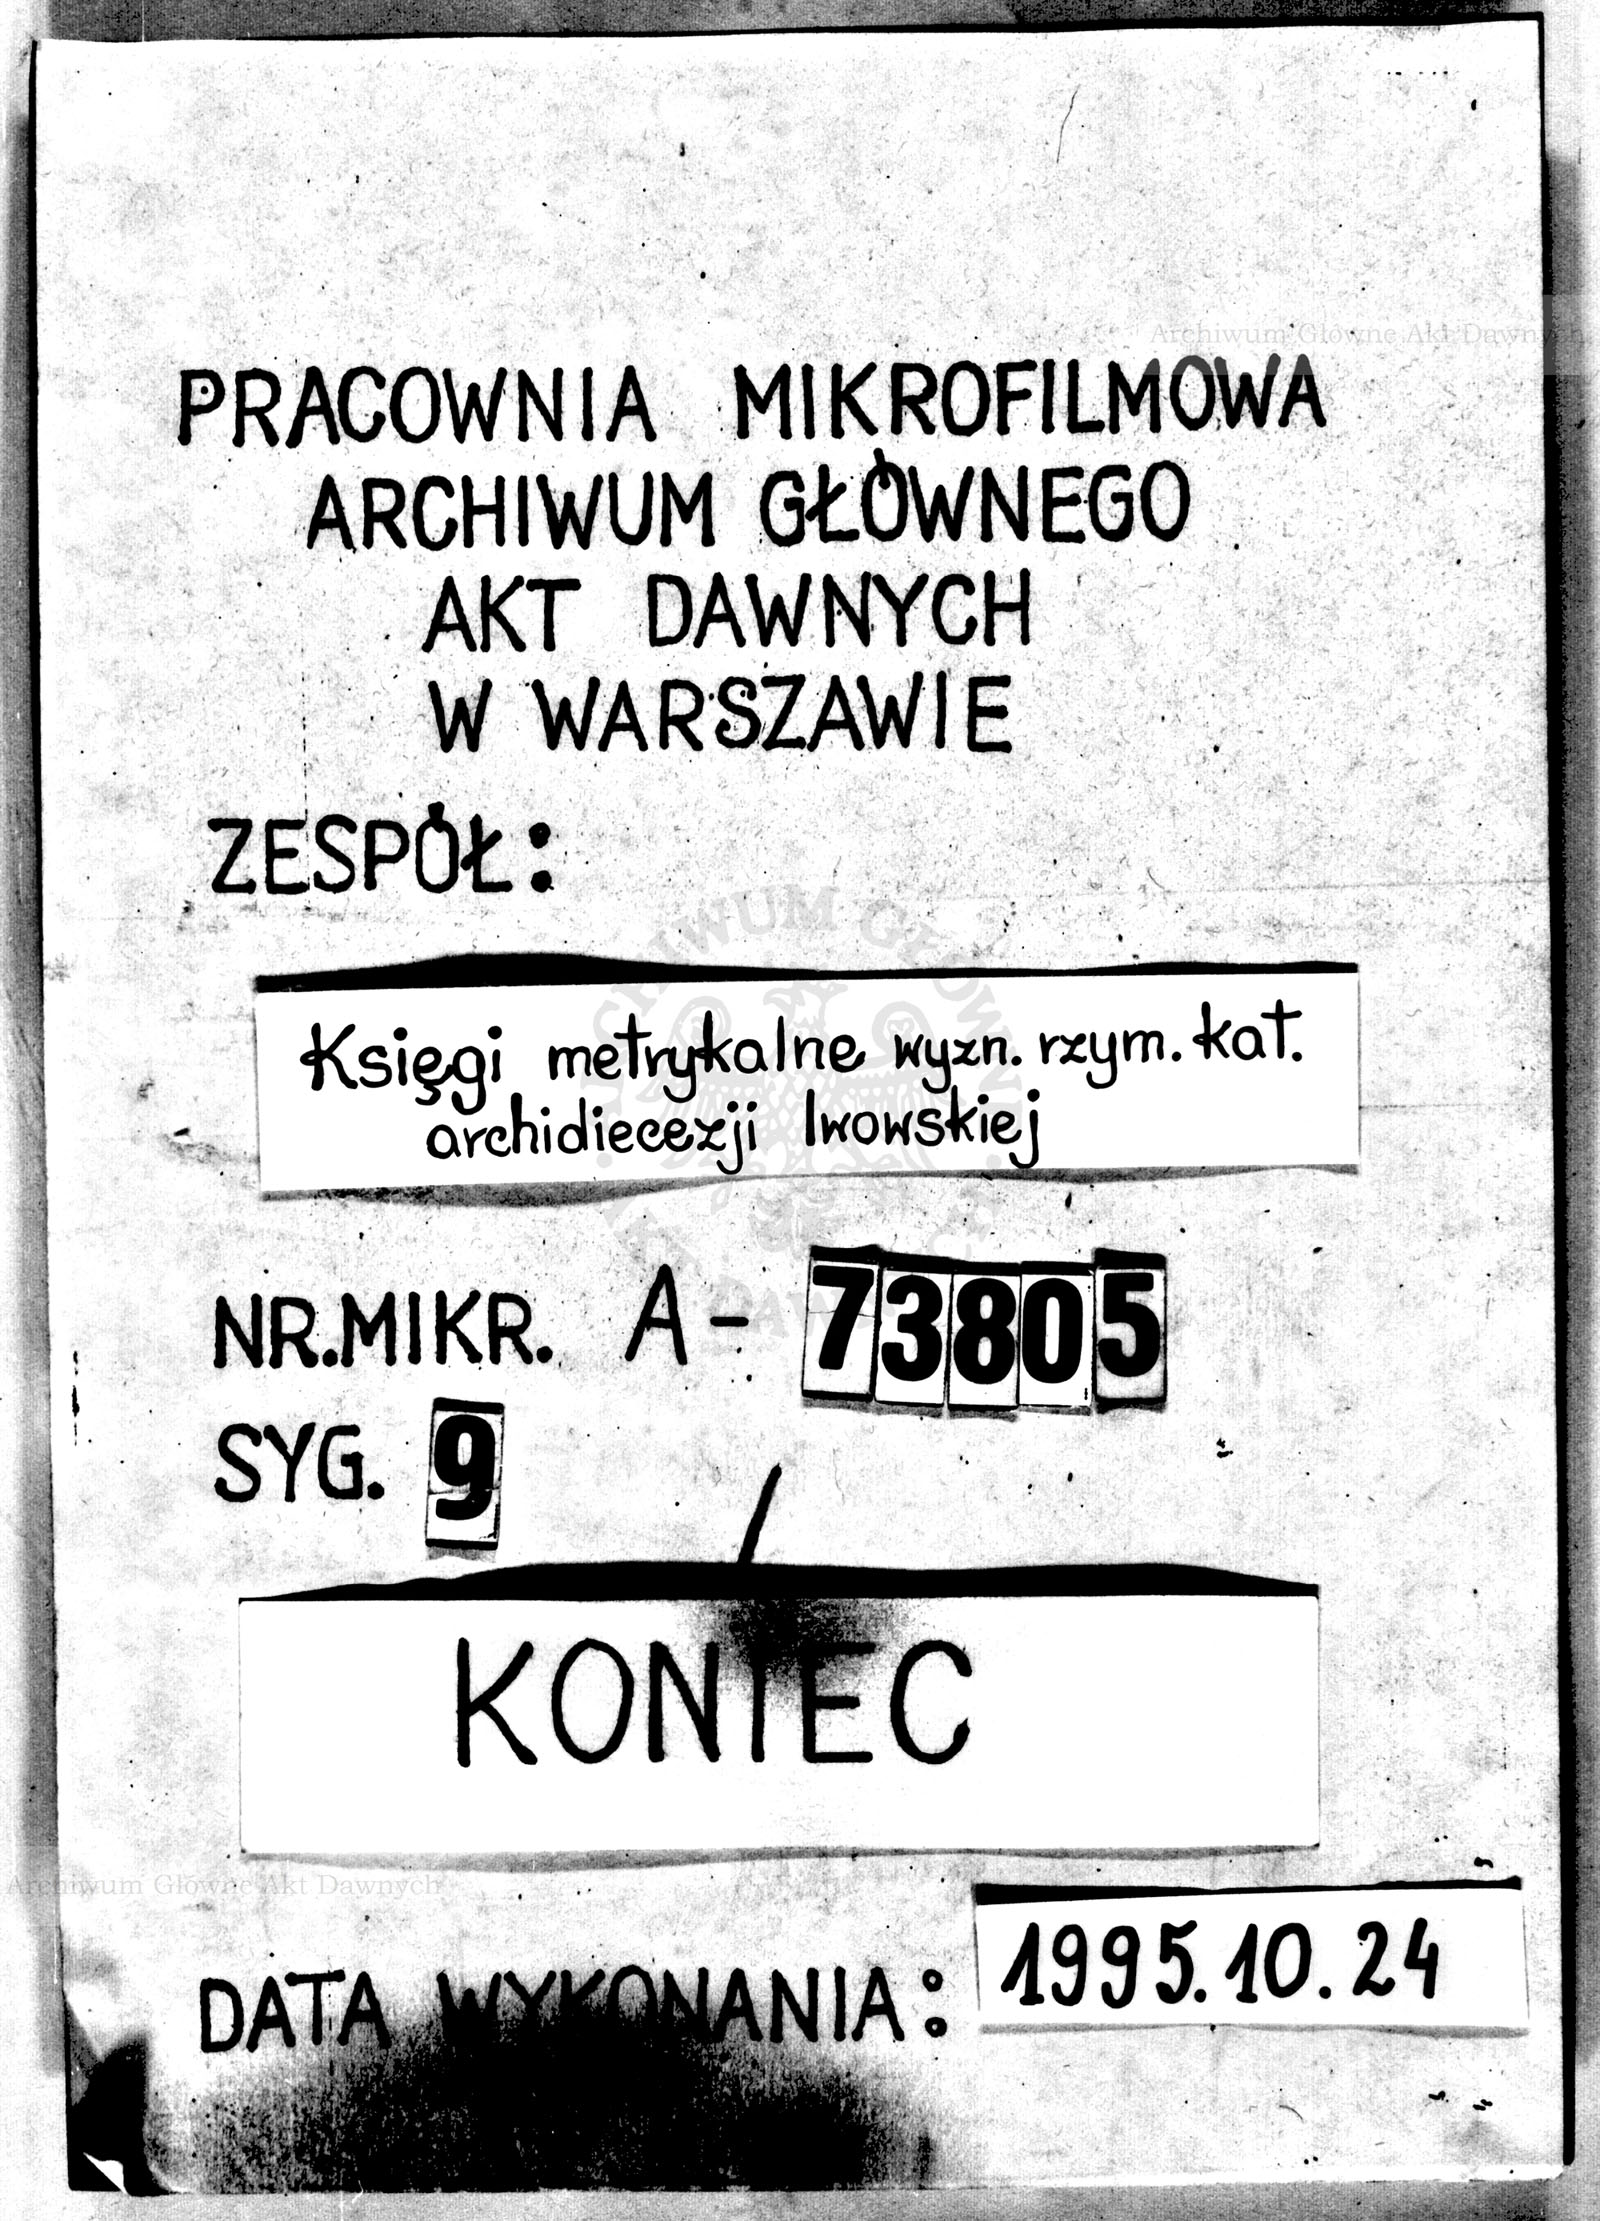 Archiwum Główne Akt Dawnych
PRACOWNIA MIKROFILMOWA
ARCHIWUM GŁÓWNEGO
AKT DAWNYCH
W WARSZAWIE
ZESPÓŁ:
Księgi metrykalne wyzn. rzym. kat.
archidiecezji lwowskiej
NR.MIKR. A- 73805
SYG. 9
KONIEC
Archiwum Główne Akt Dawnych
DATA WYKONANIA: 1995.10.24